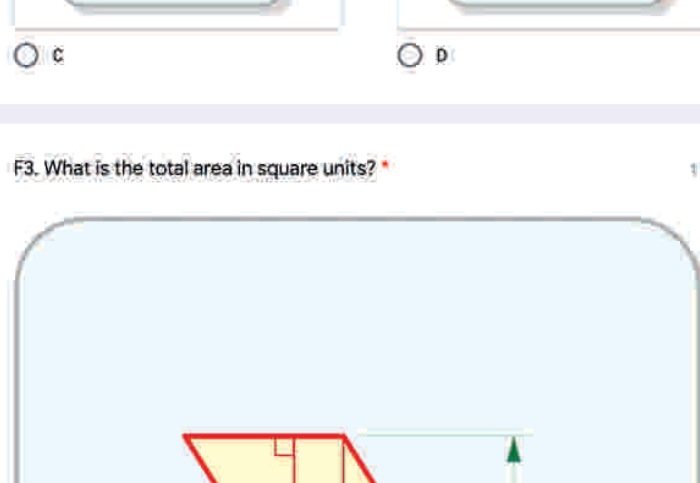 C
D
F3. What is the total area in square units? *
1